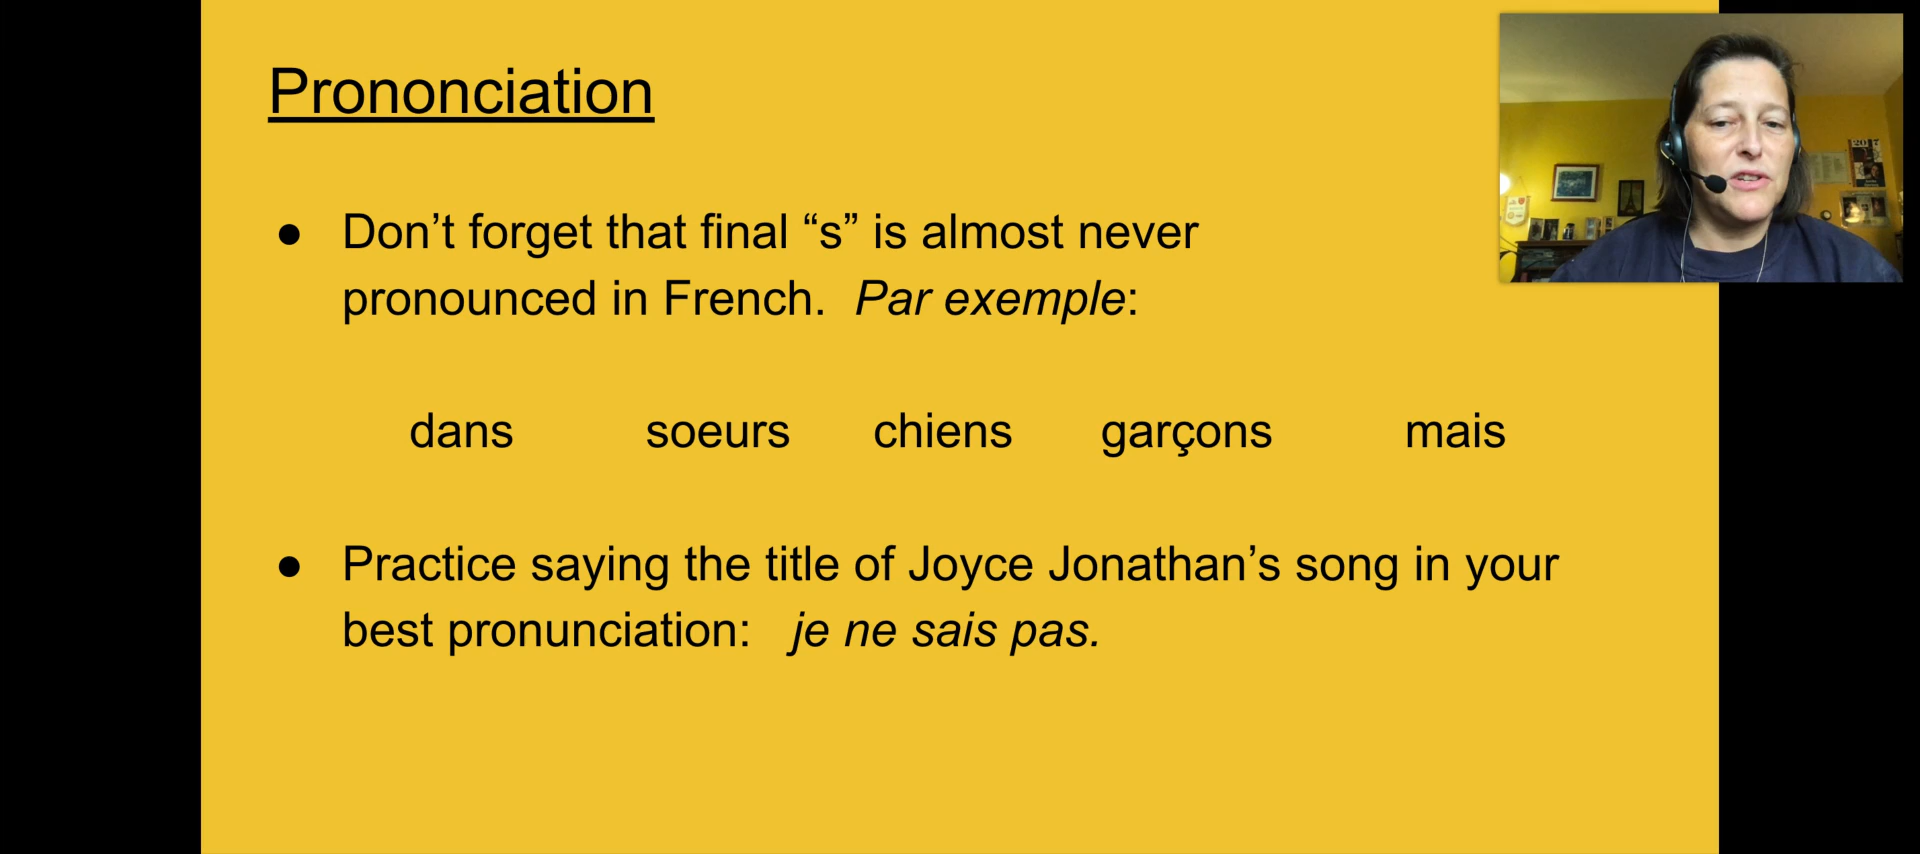 Prononciation
● Don’t forget that final “s” is almost never
pronounced in French. Par exemple:
dans soeurs chiens garçons mais
● Practice saying the title of Joyce Jonathan’s song in your
best pronunciation: je ne sais pas.